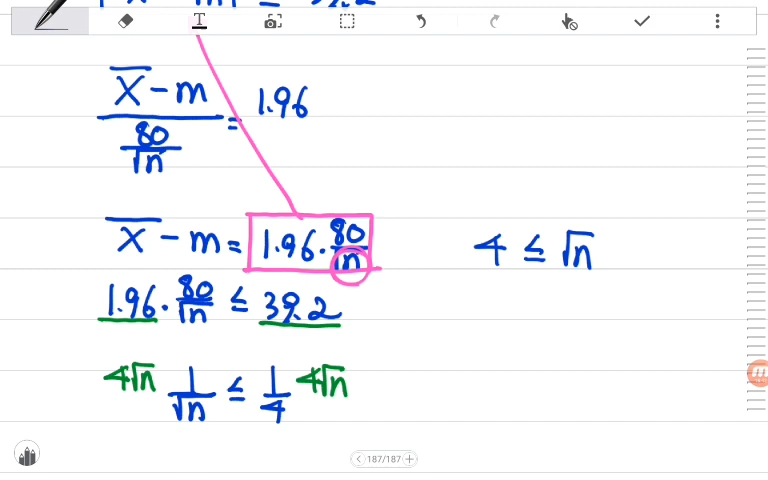 X̄ - m / (80/√n) = 1.96
X̄ - m = 1.96 · 80/√n
4 ≤ √n
1.96 · 80/√n ≤ 39.2
4√n 1/√n ≤ 1/4 4√n
187/187